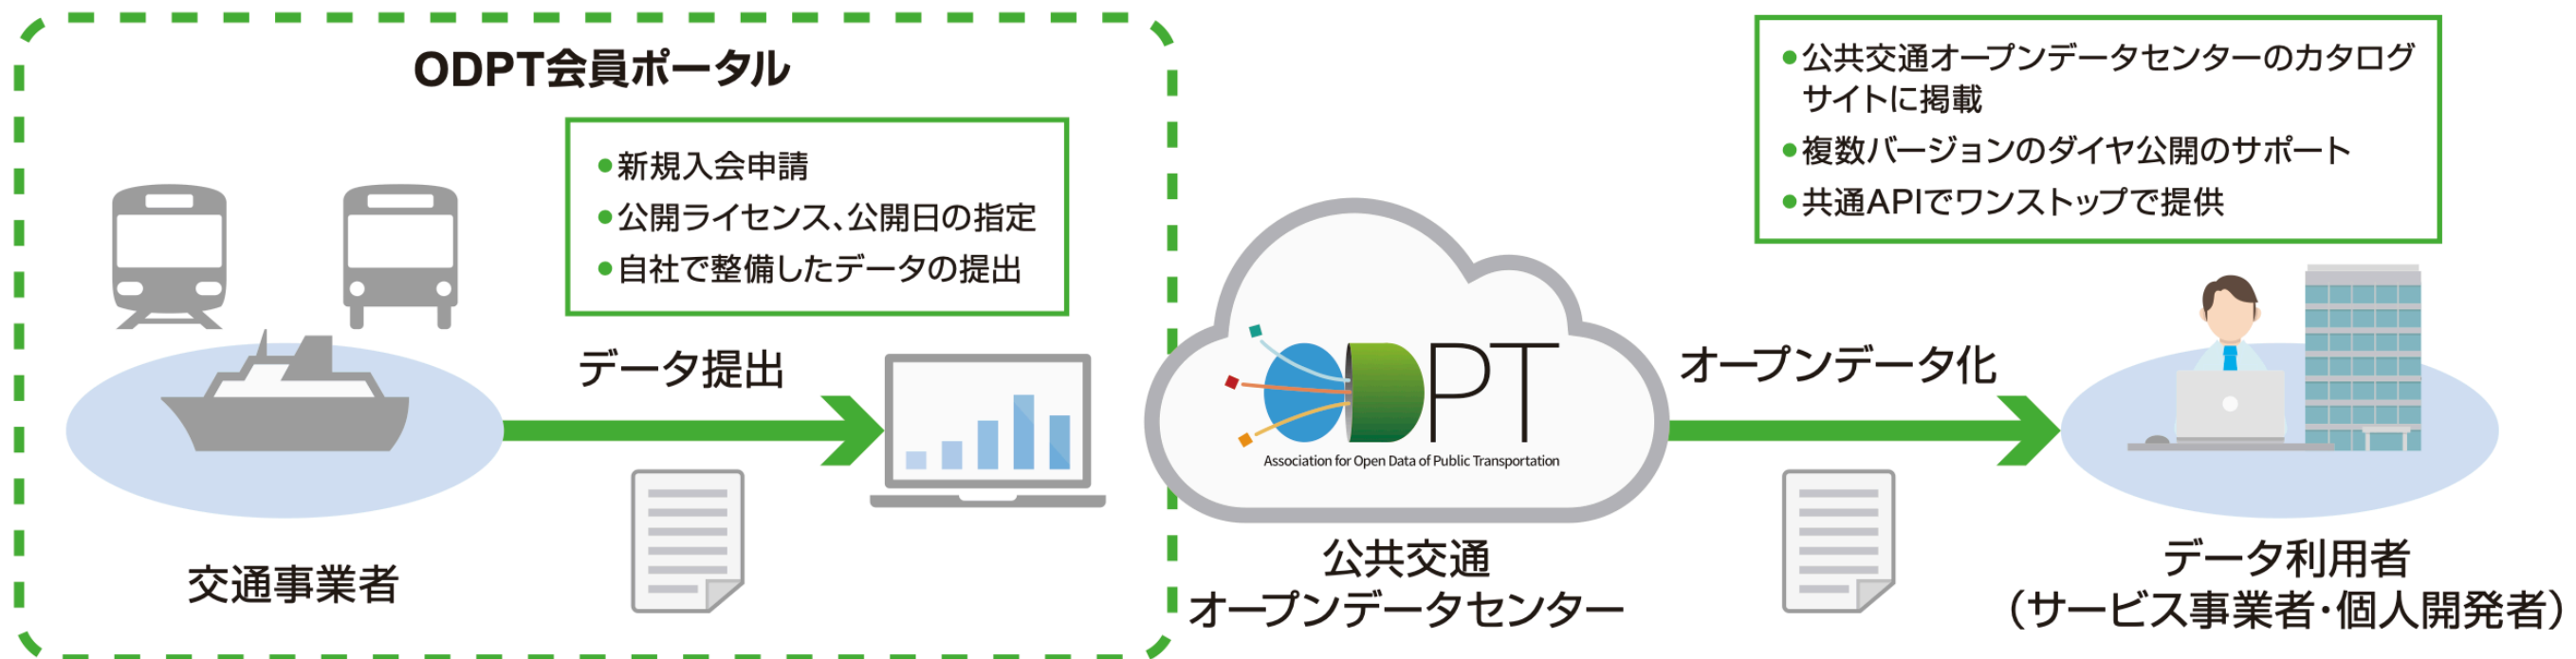 ODPT会員ポータル
●新規入会申請
●公開ライセンス、公開日の指定
●自社で整備したデータの提出
データ提出
交通事業者
ODPT
Association for Open Data of Public Transportation
公共交通
オープンデータセンター
オープンデータ化
●公共交通オープンデータセンターのカタログ
サイトに掲載
●複数バージョンのダイヤ公開のサポート
●共通APIでワンストップで提供
データ利用者
（サービス事業者・個人開発者）